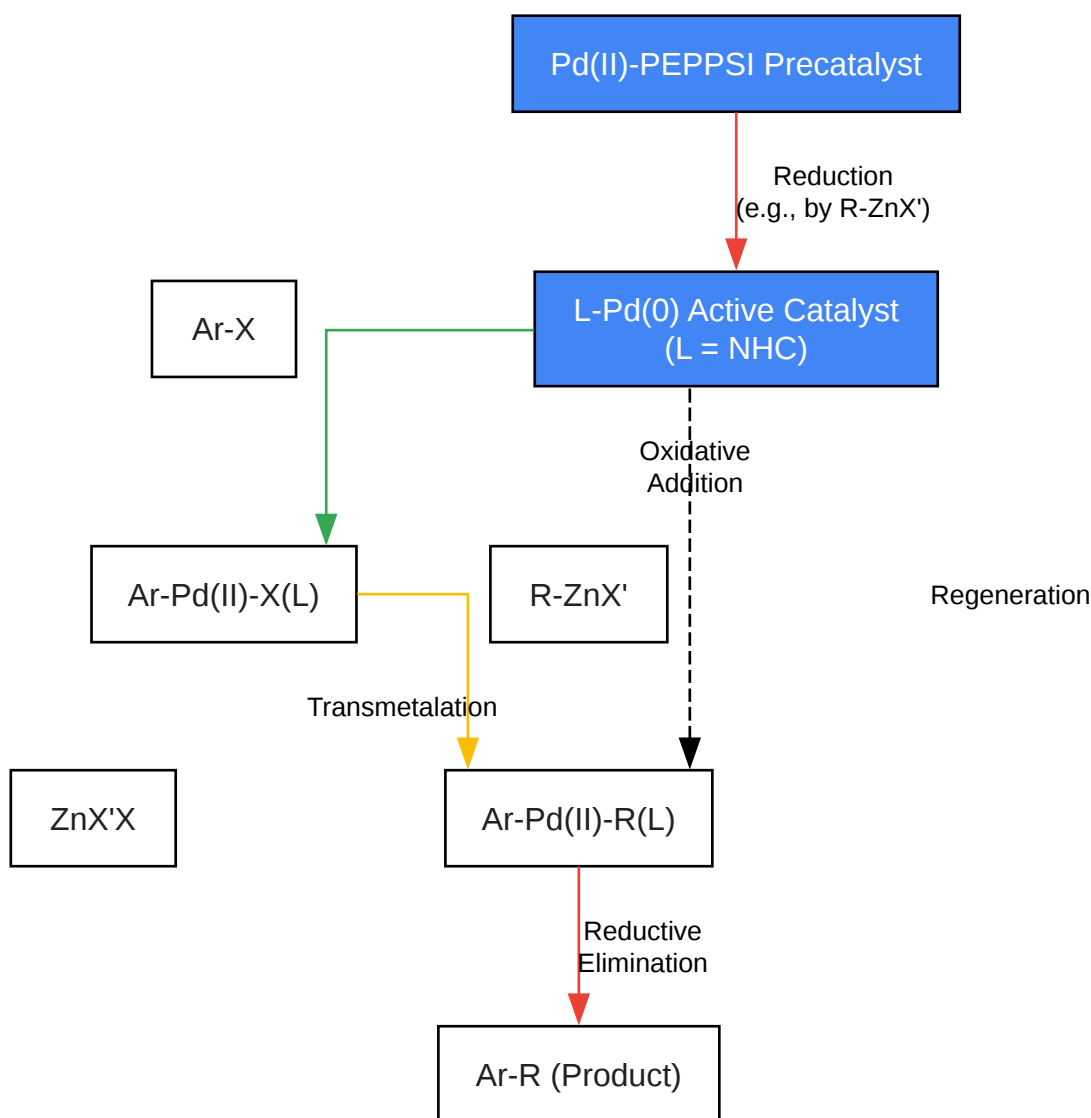 Pd(II)-PEPPSI Precatalyst
Reduction
(e.g., by R-ZnX')
L-Pd(0) Active Catalyst
(L = NHC)
Ar-X
Oxidative
Addition
Ar-Pd(II)-X(L)
R-ZnX'
Regeneration
Transmetalation
ZnX'X
Ar-Pd(II)-R(L)
Reductive
Elimination
Ar-R (Product)